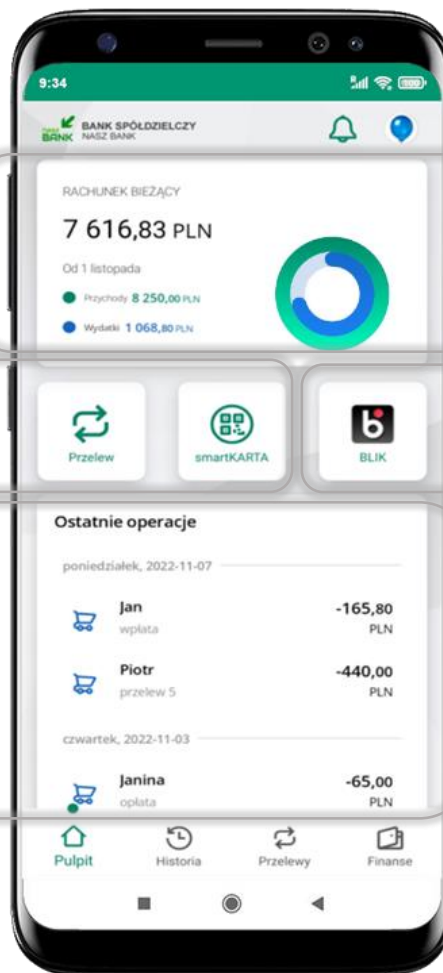 9:34
Nasz BANK
BANK SPÓŁDZIELCZY
NASZ BANK
RACHUNEK BIEŻĄCY
7 616,83 PLN
Od 1 listopada
Przychody 8 250,00 PLN
Wydatki 1 068,80 PLN
Przelew
smartKARTA
BLIK
Ostatnie operacje
poniedziałek, 2022-11-07
Jan -165,80
wpłata PLN
Piotr -440,00
przelew 5 PLN
czwartek, 2022-11-03
Janina -65,00
opłata PLN
Pulpit Historia Przelewy Finanse